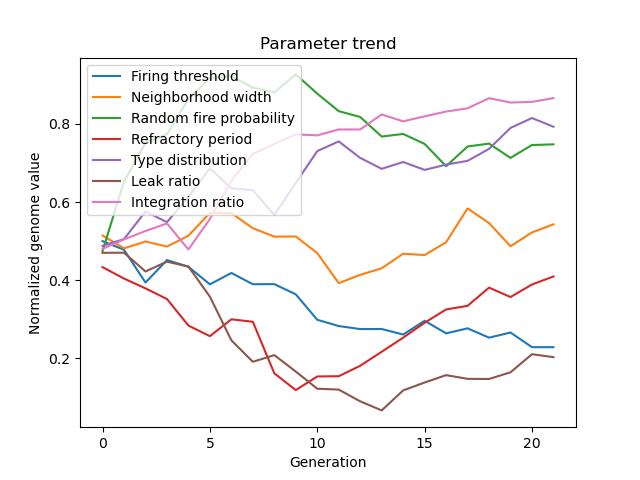 Parameter trend
Firing threshold
Neighborhood width
Random fire probability
Refractory period
Type distribution
Leak ratio
Integration ratio
0.8
0.6
0.4
0.2
Normalized genome value
0 5 10 15 20
Generation